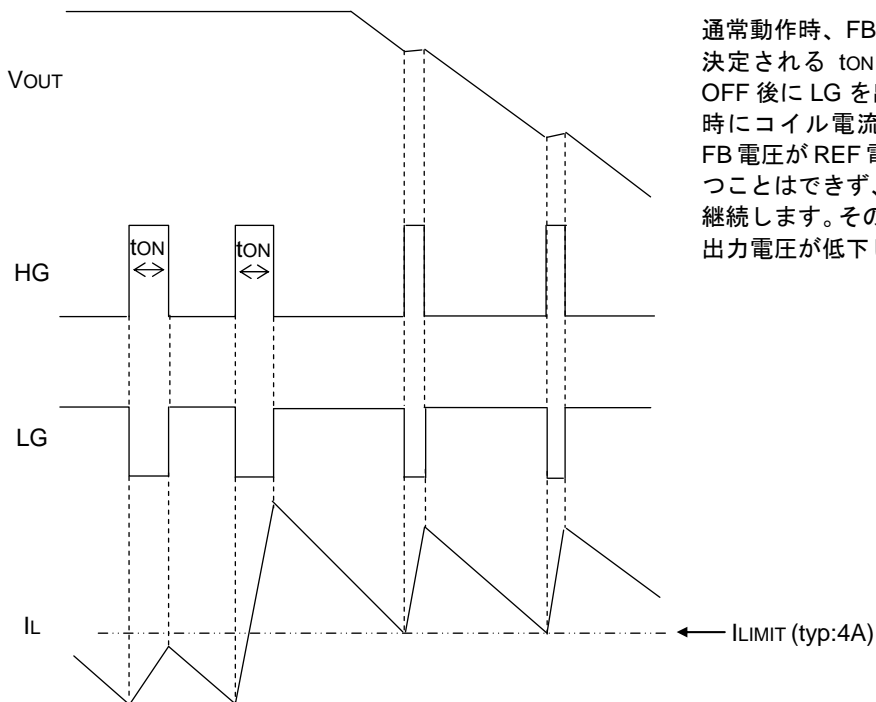 通常動作時、FB
決定される tON
OFF 後に LG を
時にコイル電流
FB 電圧が REF
つことはできず、
継続します。その
出力電圧が低下
VOUT
tON
tON
HG
LG
IL
ILIMIT (typ:4A)